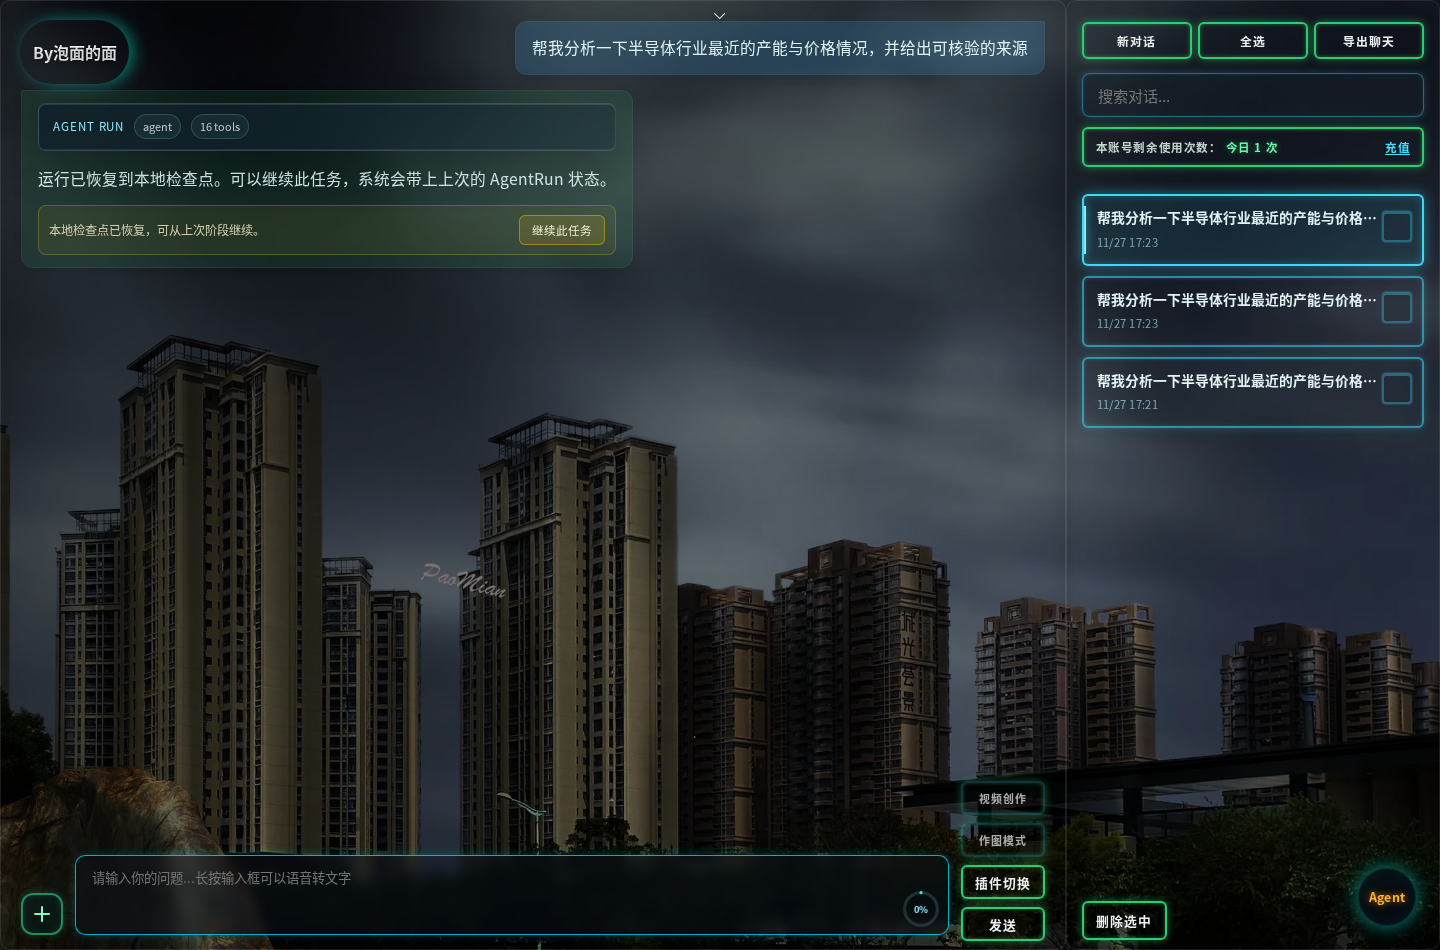 By泡面的面
帮我分析一下半导体行业最近的产能与价格情况，并给出可核验的来源
AGENT RUN agent 16 tools
运行已恢复到本地检查点。可以继续此任务，系统会带上上次的 AgentRun 状态。
本地检查点已恢复，可从上次阶段继续。 继续此任务
新对话 全选 导出聊天
搜索对话...
本账号剩余使用次数： 今日 1 次 充值
帮我分析一下半导体行业最近的产能与价格…
11/27 17:23
帮我分析一下半导体行业最近的产能与价格…
11/27 17:23
帮我分析一下半导体行业最近的产能与价格…
11/27 17:21
PaoMian
视频创作
作图模式
请输入你的问题...长按输入框可以语音转文字
0%
插件切换
发送
删除选中
Agent